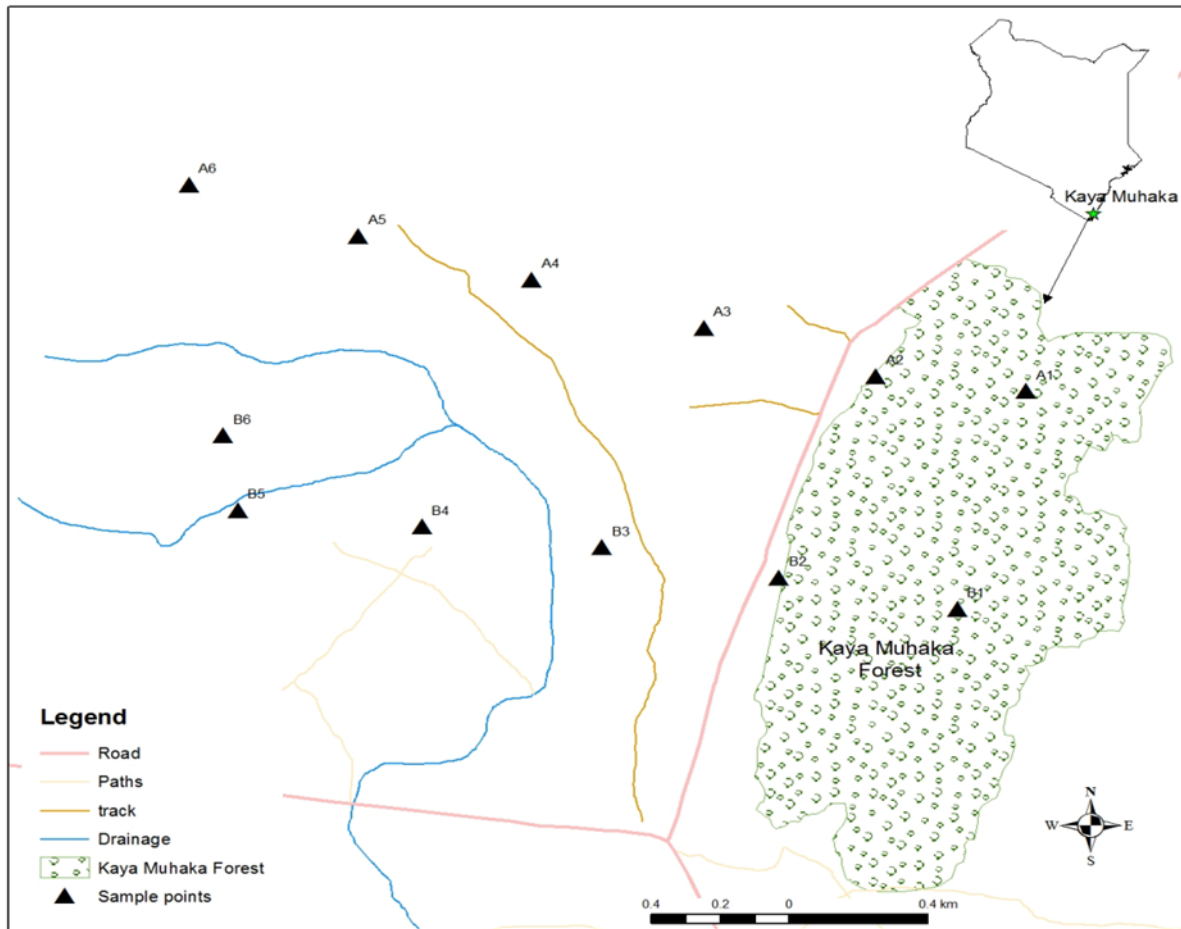 Kaya Muhaka
A6
A5
A4
A3
A2
A1
B6
B5
B4
B3
B2
B1
Kaya Muhaka
Forest
Legend
Road
Paths
track
Drainage
Kaya Muhaka Forest
Sample points
N
W E
S
0.4 0.2 0 0.4 km